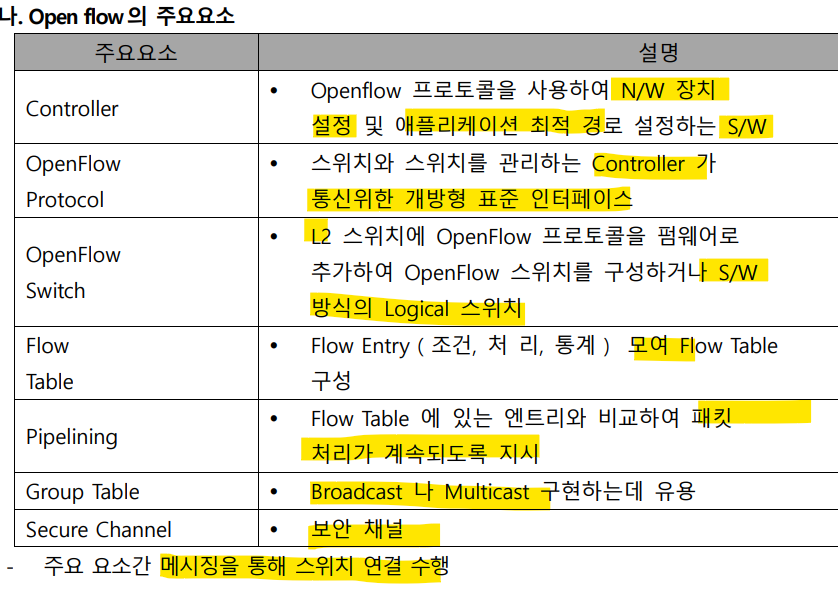 나. Open flow 의 주요요소
주요요소 설명
Controller
• Openflow 프로토콜을 사용하여 N/W 장치
설정 및 애플리케이션 최적 경로 설정하는 S/W
OpenFlow
Protocol
• 스위치와 스위치를 관리하는 Controller 가
통신위한 개방형 표준 인터페이스
OpenFlow
Switch
• L2 스위치에 OpenFlow 프로토콜을 펌웨어로
추가하여 OpenFlow 스위치를 구성하거나 S/W
방식의 Logical 스위치
Flow
Table
• Flow Entry ( 조건, 처 리, 통계 ) 모여 Flow Table
구성
Pipelining
• Flow Table 에 있는 엔트리와 비교하여 패킷
처리가 계속되도록 지시
Group Table • Broadcast 나 Multicast 구현하는데 유용
Secure Channel • 보안 채널
- 주요 요소간 메시징을 통해 스위치 연결 수행